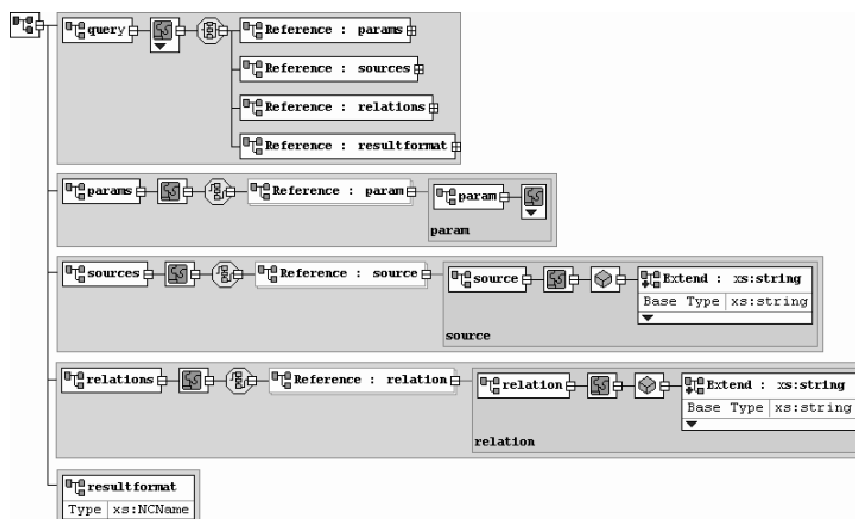 query
Reference : params
Reference : sources
Reference : relations
Reference : resultformat
params
Reference : param
param
param
sources
Reference : source
source
Extend : xs:string
Base Type xs:string
source
relations
Reference : relation
relation
Extend : xs:string
Base Type xs:string
relation
resultformat
Type xs:NCName